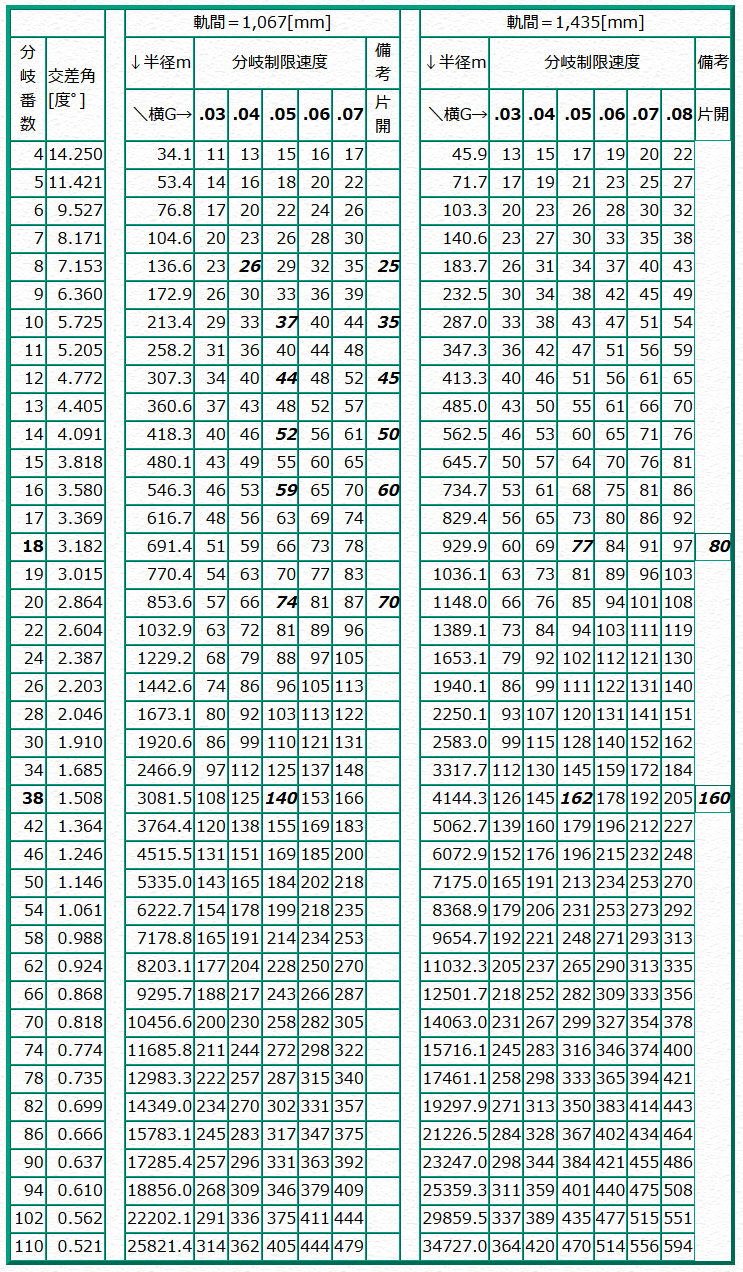 軌間＝1,067[mm] 軌間＝1,435[mm]
分岐番数 交差角[度°] ↓半径m 分岐制限速度 備考 ↓半径m 分岐制限速度 備考
＼横G→ .03 .04 .05 .06 .07 片開 ＼横G→ .03 .04 .05 .06 .07 .08 片開
4 14.250 34.1 11 13 15 16 17 45.9 13 15 17 19 20 22
5 11.421 53.4 14 16 18 20 22 71.7 17 19 21 23 25 27
6 9.527 76.8 17 20 22 24 26 103.3 20 23 26 28 30 32
7 8.171 104.6 20 23 26 28 30 140.6 23 27 30 33 35 38
8 7.153 136.6 23 26 29 32 35 25 183.7 26 31 34 37 40 43
9 6.360 172.9 26 30 33 36 39 232.5 30 34 38 42 45 49
10 5.725 213.4 29 33 37 40 44 35 287.0 33 38 43 47 51 54
11 5.205 258.2 31 36 40 44 48 347.3 36 42 47 51 56 59
12 4.772 307.3 34 40 44 48 52 45 413.3 40 46 51 56 61 65
13 4.405 360.6 37 43 48 52 57 485.0 43 50 55 61 66 70
14 4.091 418.3 40 46 52 56 61 50 562.5 46 53 60 65 71 76
15 3.818 480.1 43 49 55 60 65 645.7 50 57 64 70 76 81
16 3.580 546.3 46 53 59 65 70 60 734.7 53 61 68 75 81 86
17 3.369 616.7 48 56 63 69 74 829.4 56 65 73 80 86 92
18 3.182 691.4 51 59 66 73 78 929.9 60 69 77 84 91 97 80
19 3.015 770.4 54 63 70 77 83 1036.1 63 73 81 89 96 103
20 2.864 853.6 57 66 74 81 87 70 1148.0 66 76 85 94 101 108
22 2.604 1032.9 63 72 81 89 96 1389.1 73 84 94 103 111 119
24 2.387 1229.2 68 79 88 97 105 1653.1 79 92 102 112 121 130
26 2.203 1442.6 74 86 96 105 113 1940.1 86 99 111 122 131 140
28 2.046 1673.1 80 92 103 113 122 2250.1 93 107 120 131 141 151
30 1.910 1920.6 86 99 110 121 131 2583.0 99 115 128 140 152 162
34 1.685 2466.9 97 112 125 137 148 3317.7 112 130 145 159 172 184
38 1.508 3081.5 108 125 140 153 166 4144.3 126 145 162 178 192 205 160
42 1.364 3764.4 120 138 155 169 183 5062.7 139 160 179 196 212 227
46 1.246 4515.5 131 151 169 185 200 6072.9 152 176 196 215 232 248
50 1.146 5335.0 143 165 184 202 218 7175.0 165 191 213 234 253 270
54 1.061 6222.7 154 178 199 218 235 8368.9 179 206 231 253 273 292
58 0.988 7178.8 165 191 214 234 253 9654.7 192 221 248 271 293 313
62 0.924 8203.1 177 204 228 250 270 11032.3 205 237 265 290 313 335
66 0.868 9295.7 188 217 243 266 287 12501.7 218 252 282 309 333 356
70 0.818 10456.6 200 230 258 282 305 14063.0 231 267 299 327 354 378
74 0.774 11685.8 211 244 272 298 322 15716.1 245 283 316 346 374 400
78 0.735 12983.3 222 257 287 315 340 17461.1 258 298 333 365 394 421
82 0.699 14349.0 234 270 302 331 357 19297.9 271 313 350 383 414 443
86 0.666 15783.1 245 283 317 347 375 21226.5 284 328 367 402 434 464
90 0.637 17285.4 257 296 331 363 392 23247.0 298 344 384 421 455 486
94 0.610 18856.0 268 309 346 379 409 25359.3 311 359 401 440 475 508
102 0.562 22202.1 291 336 375 411 444 29859.5 337 389 435 477 515 551
110 0.521 25821.4 314 362 405 444 479 34727.0 364 420 470 514 556 594